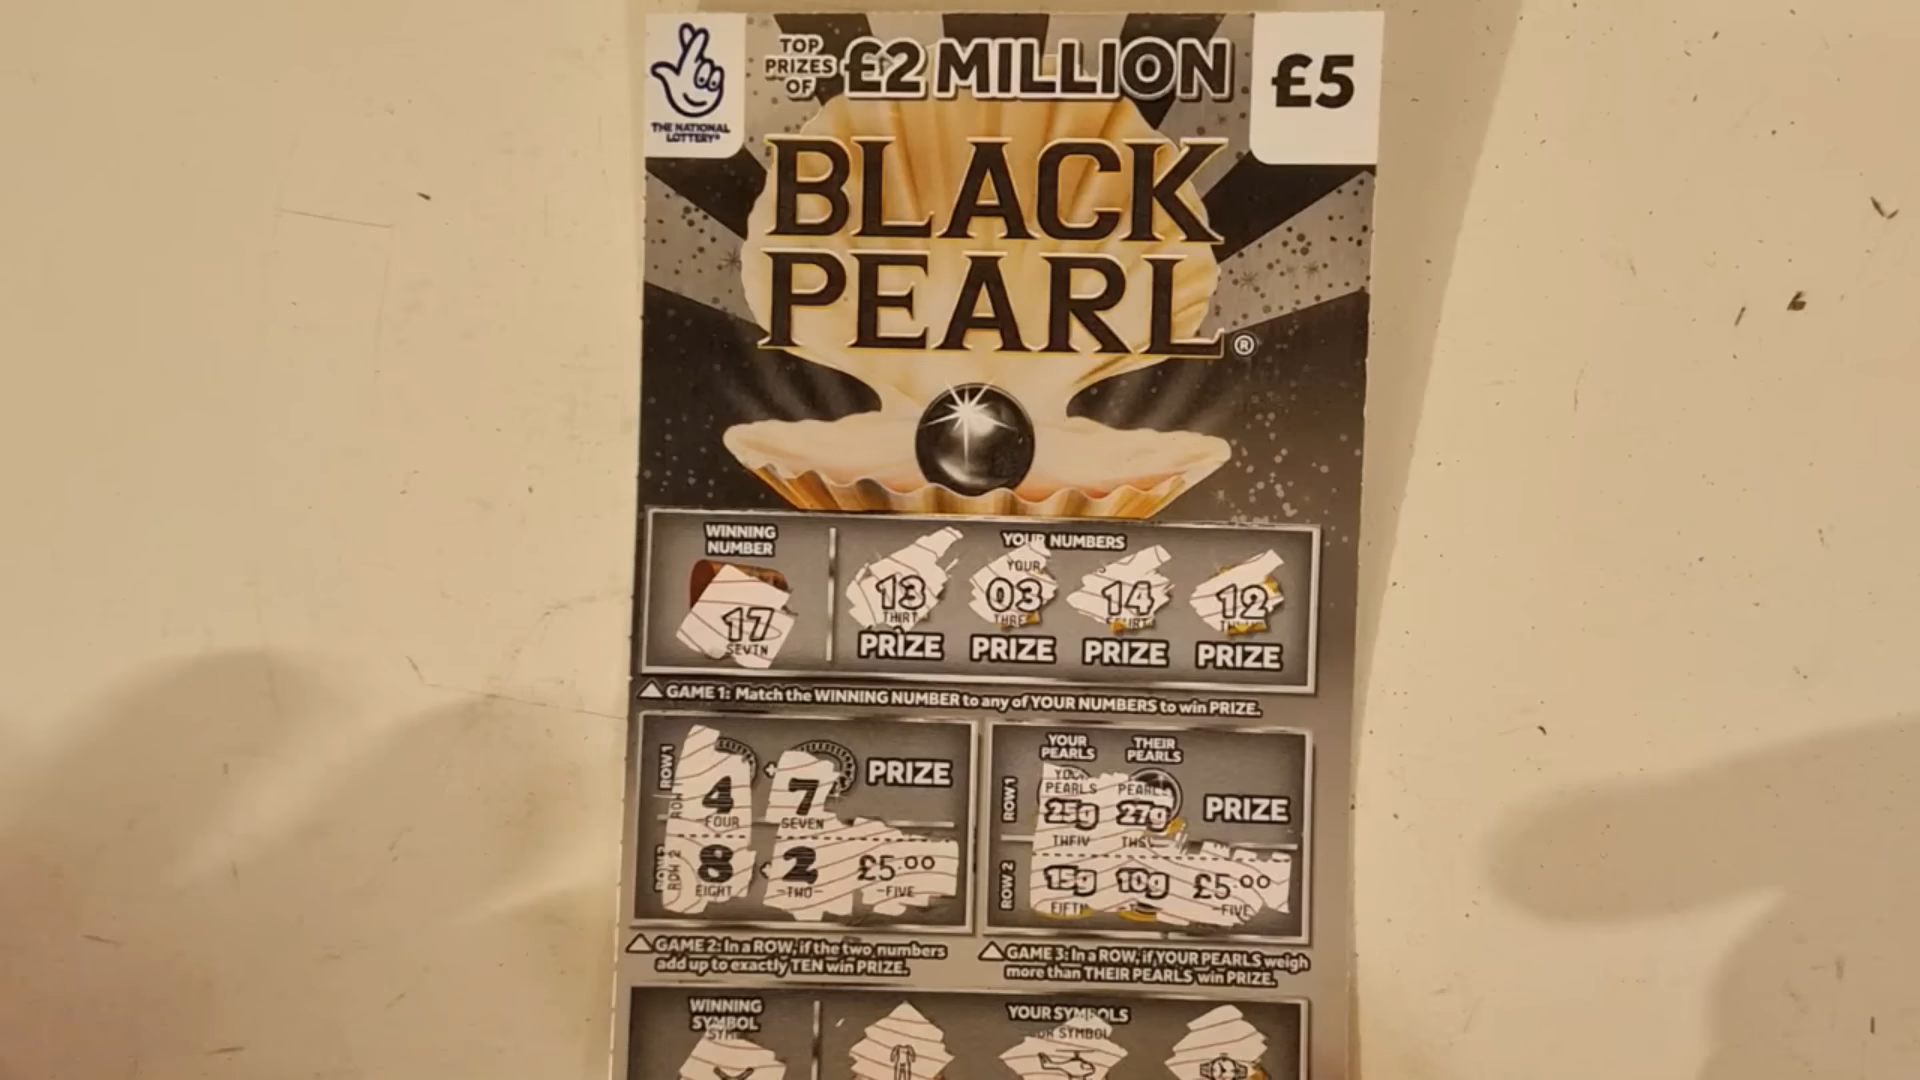 THE NATIONAL
LOTTERY®
TOP
PRIZES
OF
£2 MILLION
£5
BLACK
PEARL®
WINNING
NUMBER
17
YOUR NUMBERS
YOUR
13 03 14 12
PRIZE PRIZE PRIZE PRIZE
GAME 1: Match the WINNING NUMBER to any of YOUR NUMBERS to win PRIZE.
ROW 1
4 + 7 PRIZE
FOUR SEVEN
ROW 2
8 2 £5.00
EIGHT -TWO- -FIVE
GAME 2: In a ROW, if the two numbers
add up to exactly TEN win PRIZE.
YOUR
PEARLS
THEIR
PEARLS
PEARLS
ROW 1
25g 27g PRIZE
ROW 2
15g 10g £5.00
-FIVE
GAME 3: In a ROW, if YOUR PEARLS weigh
more than THEIR PEARLS win PRIZE.
WINNING
SYMBOL
YOUR SYMBOLS